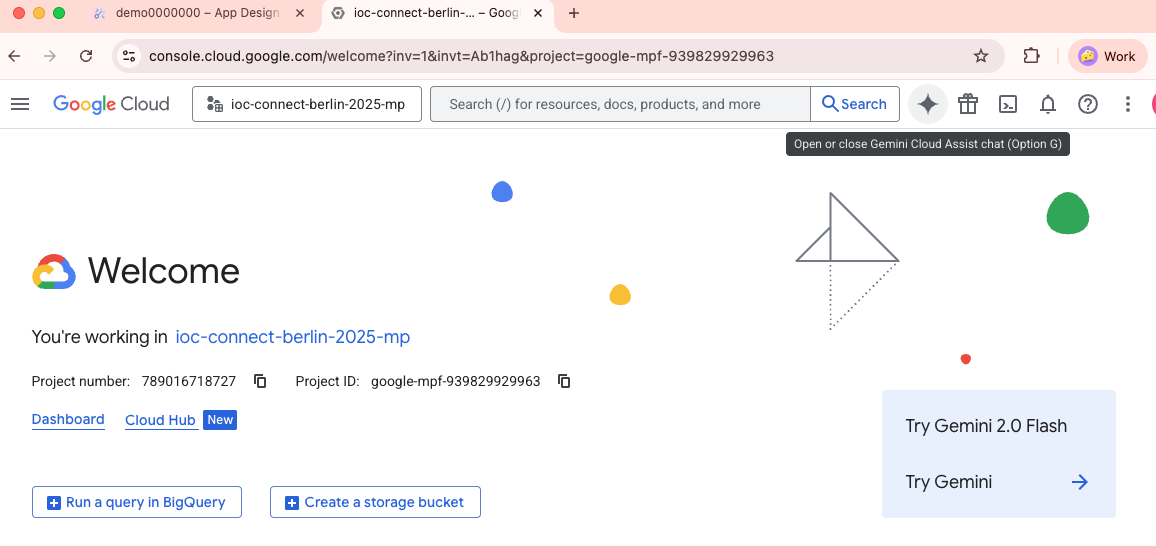 demo0000000 – App Design
ioc-connect-berlin-... – Goog
console.cloud.google.com/welcome?inv=1&invt=Ab1hag&project=google-mpf-939829929963
Work
Google Cloud
ioc-connect-berlin-2025-mp
Search (/) for resources, docs, products, and more
Search
Open or close Gemini Cloud Assist chat (Option G)
Welcome
You're working in ioc-connect-berlin-2025-mp
Project number: 789016718727 Project ID: google-mpf-939829929963
Dashboard Cloud Hub New
Try Gemini 2.0 Flash
Try Gemini
Run a query in BigQuery Create a storage bucket